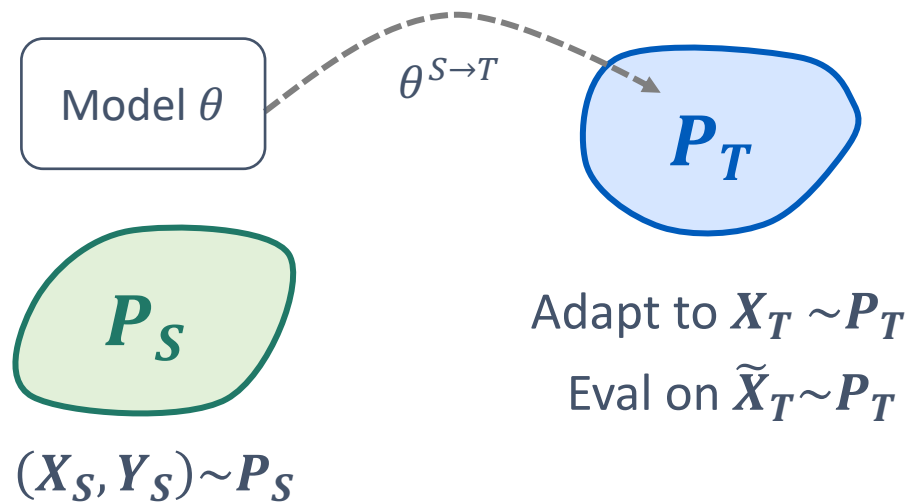 Model θ
θ^{S→T}
P_T
P_S
Adapt to X_T ~P_T
Eval on X̃_T~P_T
(X_S, Y_S)~P_S